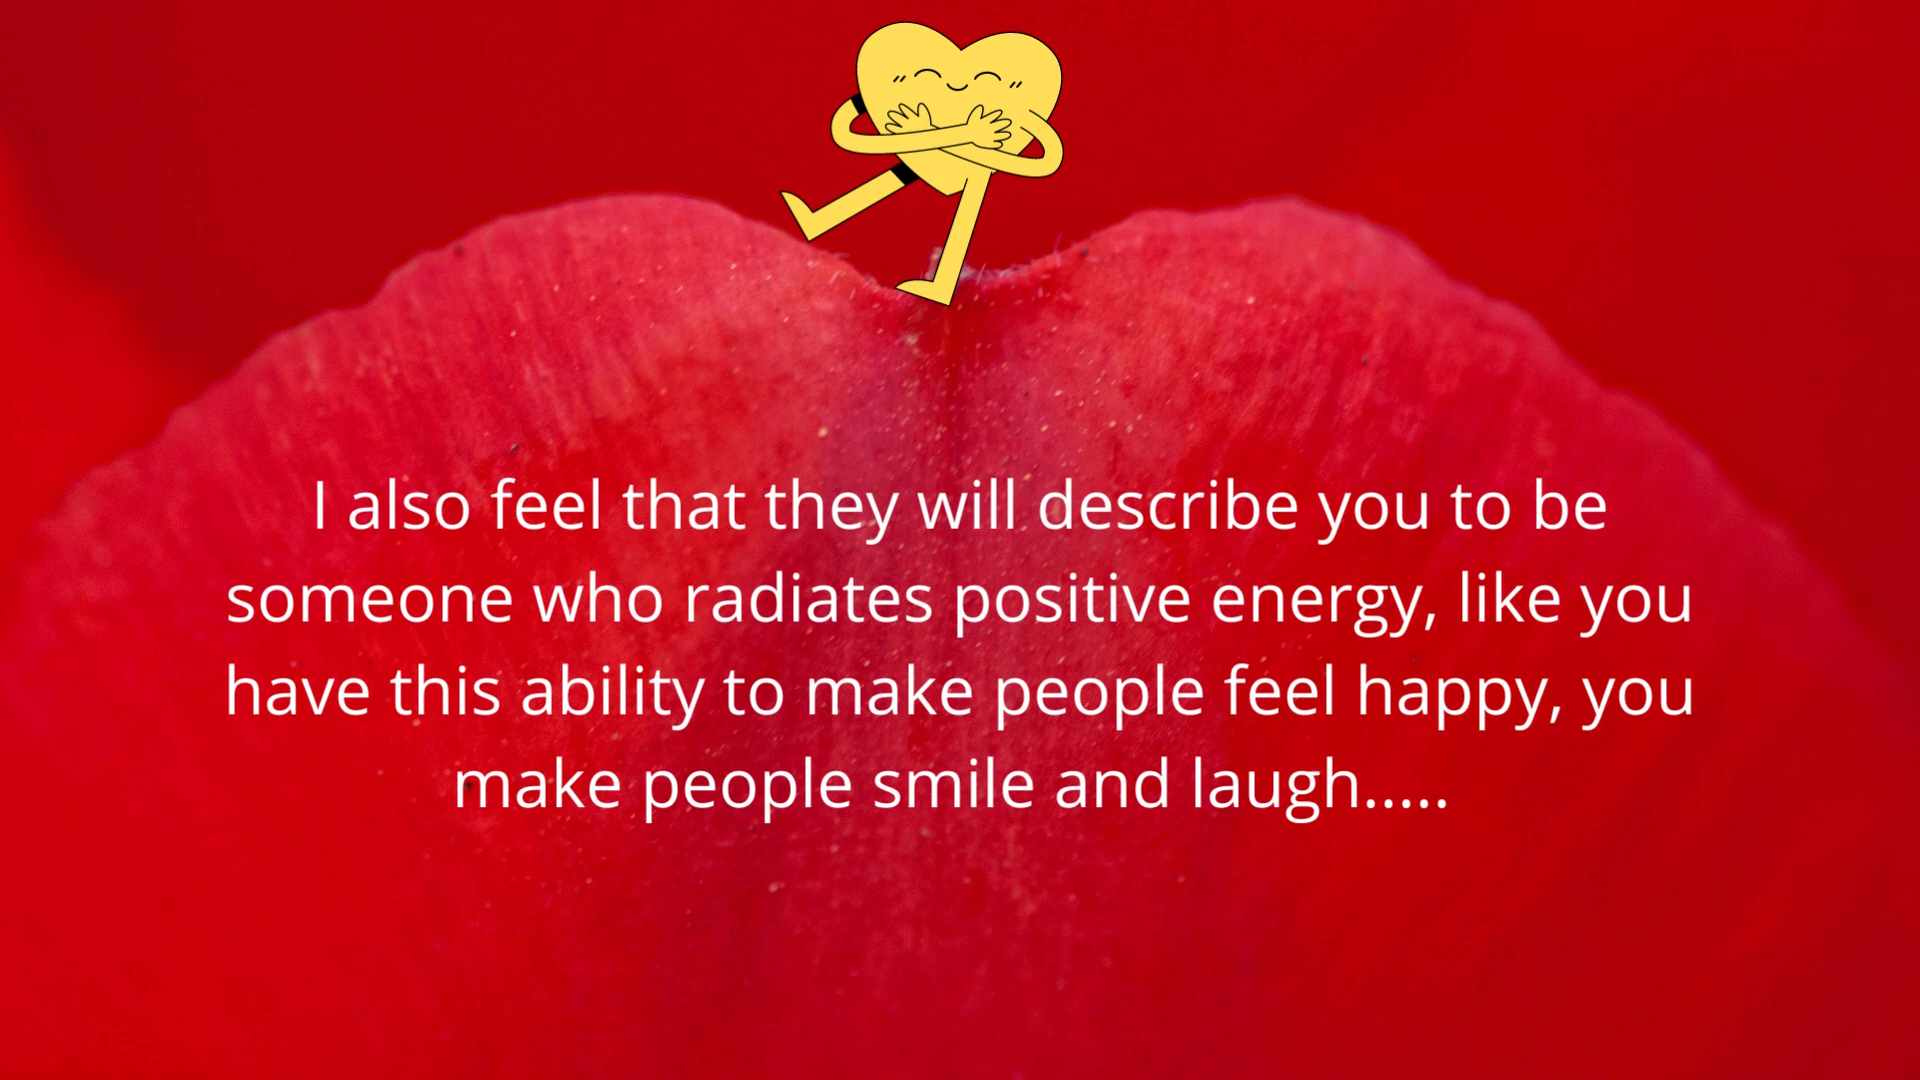 I also feel that they will describe you to be
someone who radiates positive energy, like you
have this ability to make people feel happy, you
make people smile and laugh.....